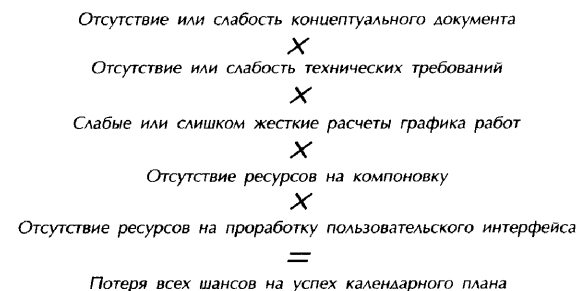 Отсутствие или слабость концептуального документа
×
Отсутствие или слабость технических требований
×
Слабые или слишком жесткие расчеты графика работ
×
Отсутствие ресурсов на компоновку
×
Отсутствие ресурсов на проработку пользовательского интерфейса
=
Потеря всех шансов на успех календарного плана